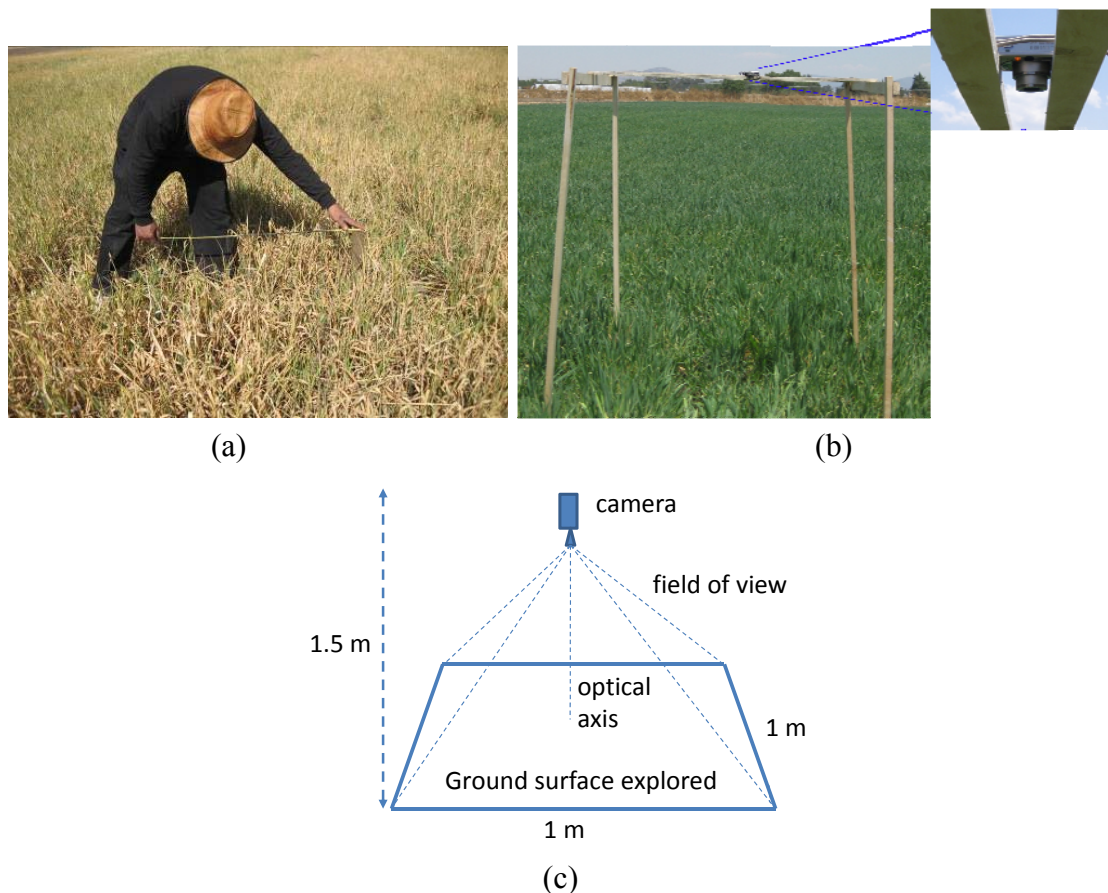 (a)
(b)
camera
field of view
1.5 m
optical
axis
1 m
Ground surface explored
1 m
(c)